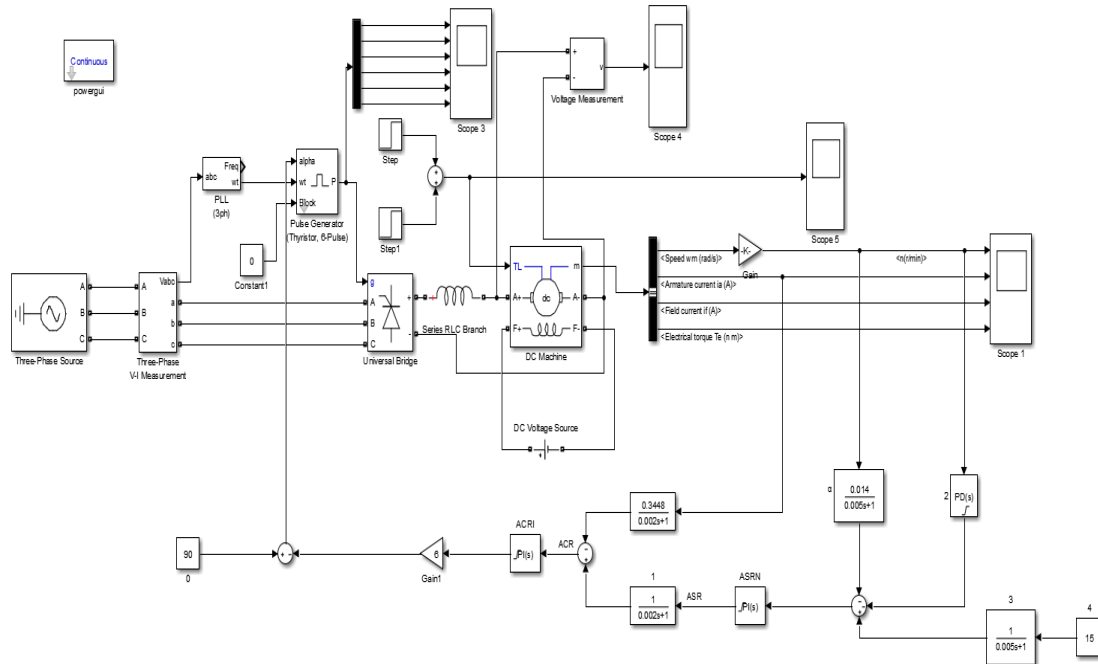 Continuous
powergui
Scope 3
+
-
v
Voltage Measurement
Scope 4
Step
Step1
+
+
Scope 5
abc
Freq
wt
PLL
(3ph)
alpha
wt
Block
P
Pulse Generator
(Thyristor, 6-Pulse)
0
Constant1
A
B
C
Three-Phase Source
A
B
C
Vabc
a
b
c
Three-Phase
V-I Measurement
g
A
B
C
+
-
Universal Bridge
+
Series RLC Branch
TL
m
A+
dc
A-
F+
F-
DC Machine
DC Voltage Source
+
<Speed wm (rad/s)>
-K-
Gain
<n(r/min)>
<Armature current ia (A)>
<Field current if (A)>
<Electrical torque Te (n m)>
Scope 1
α
0.014
0.005s+1
2
PD(s)
0.3448
0.002s+1
90
0
+ -
6
Gain1
ACRI
PI(s)
ACR
-
+
1
1
0.002s+1
ASR
ASRN
PI(s)
-
-
+
3
1
0.005s+1
4
15